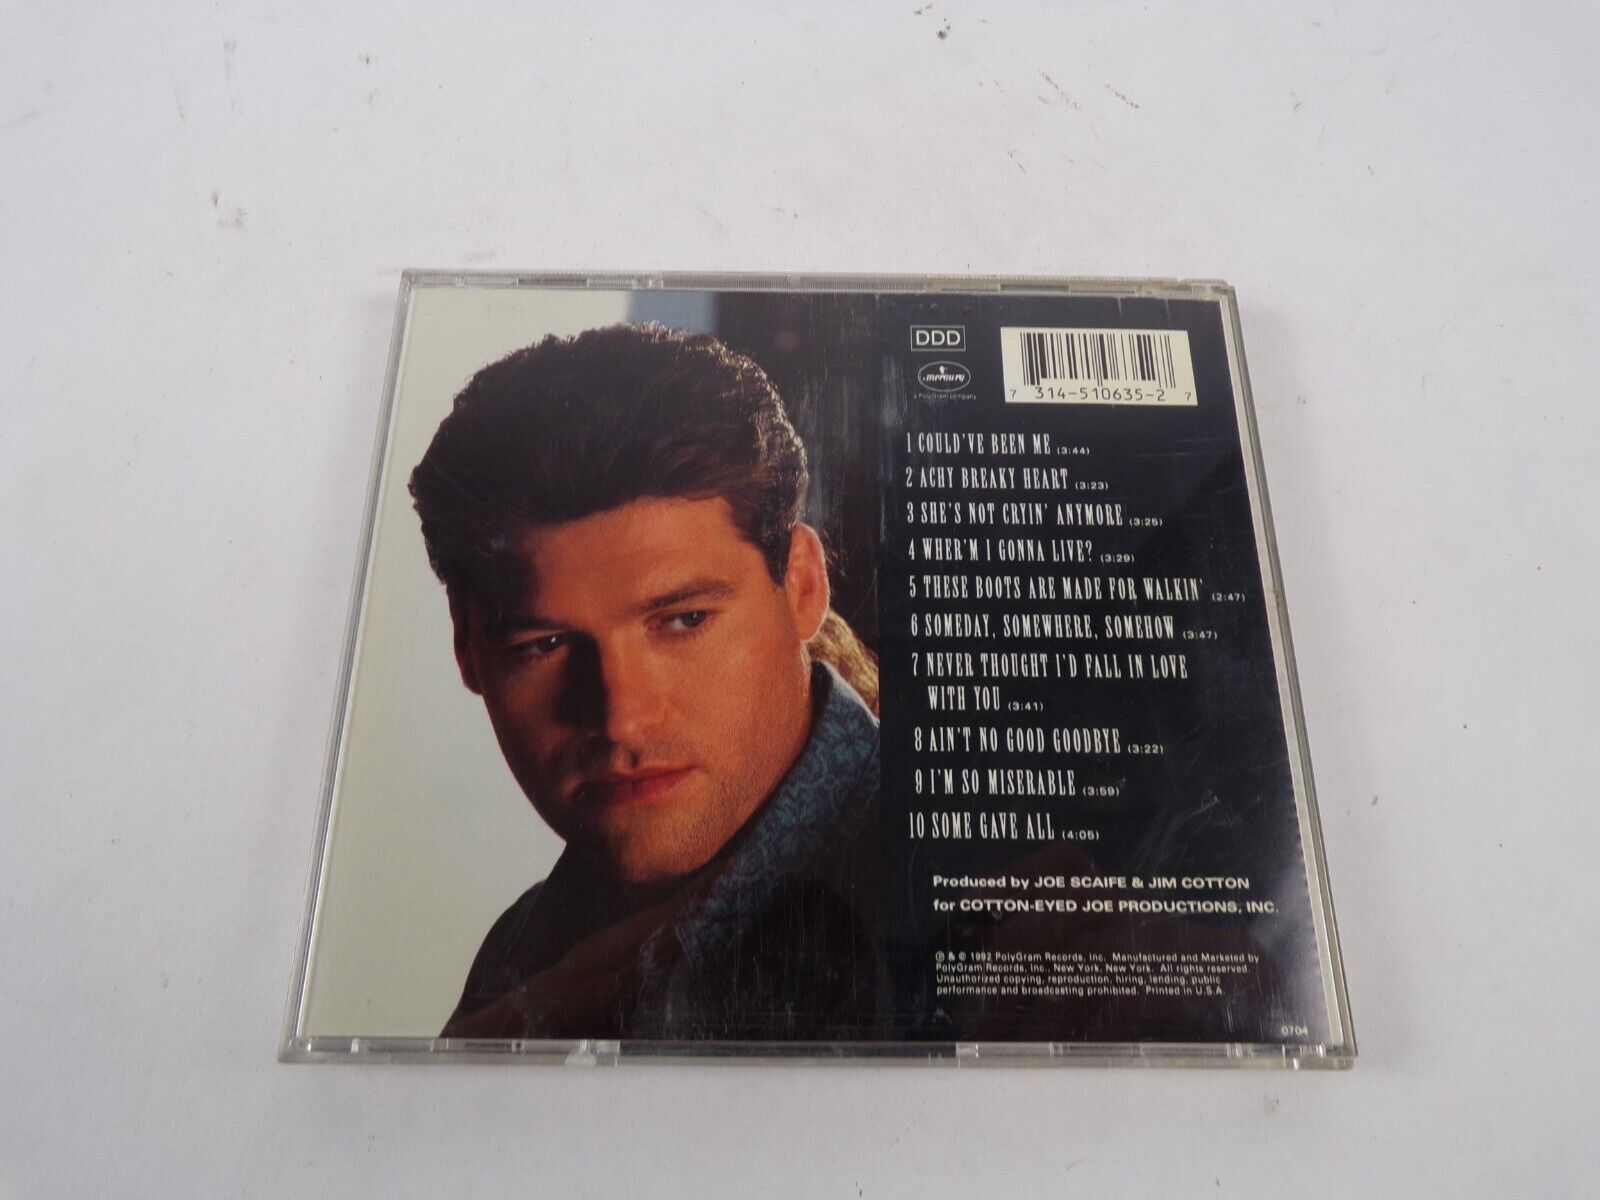 DDD
mercury
a PolyGram company
7 314-510635-2 7
1 COULD'VE BEEN ME (3:44)
2 ACHY BREAKY HEART (3:23)
3 SHE'S NOT CRYIN' ANYMORE (3:25)
4 WHER'M I GONNA LIVE? (3:29)
5 THESE BOOTS ARE MADE FOR WALKIN' (2:47)
6 SOMEDAY, SOMEWHERE, SOMEHOW (3:47)
7 NEVER THOUGHT I'D FALL IN LOVE
WITH YOU (3:41)
8 AIN'T NO GOOD GOODBYE (3:22)
9 I'M SO MISERABLE (3:59)
10 SOME GAVE ALL (4:05)
Produced by JOE SCAIFE & JIM COTTON
for COTTON-EYED JOE PRODUCTIONS, INC.
℗ & © 1992 PolyGram Records, Inc. Manufactured and Marketed by
PolyGram Records, Inc., New York, New York. All rights reserved.
Unauthorized copying, reproduction, hiring, lending, public
performance and broadcasting prohibited. Printed in U.S.A.
0704